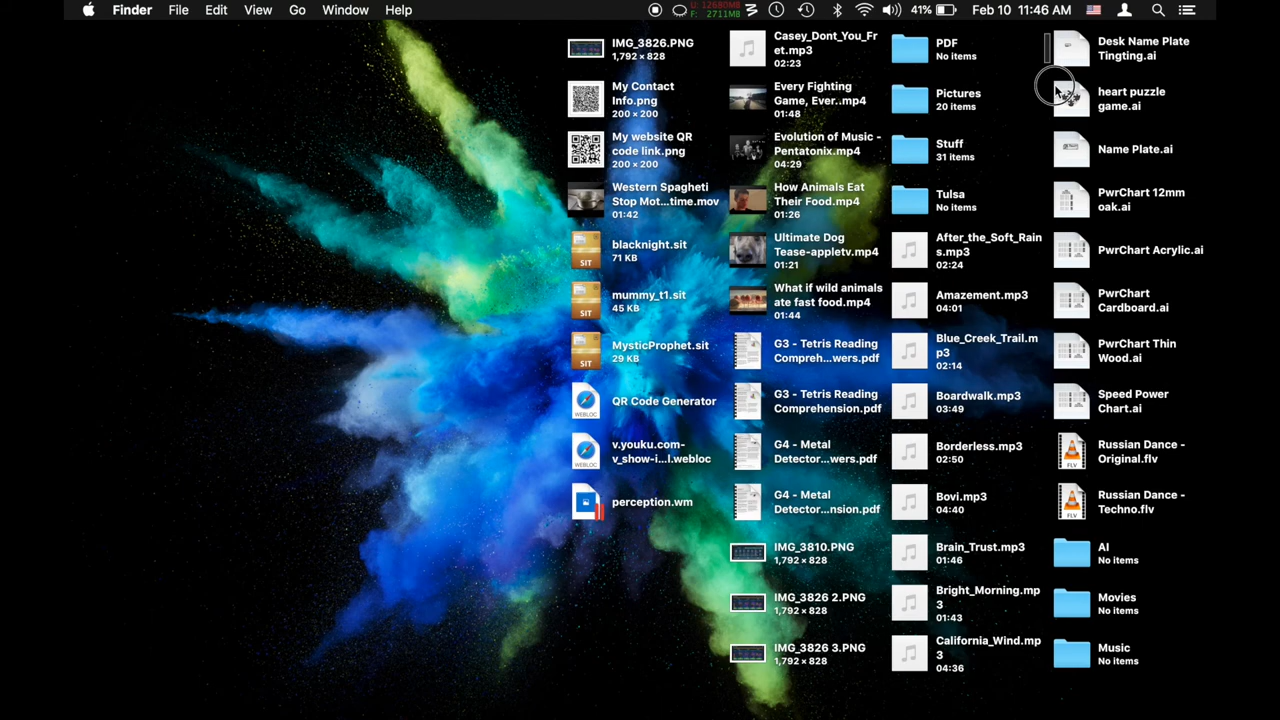 Finder File Edit View Go Window Help
U: 12680MB
F: 2711MB
41% Feb 10 11:46 AM
IMG_3826.PNG
1,792 × 828
My Contact
Info.png
200 × 200
My website QR
code link.png
200 × 200
Western Spagheti
Stop Mot...time.mov
01:42
SIT
blacknight.sit
71 KB
SIT
mummy_t1.sit
45 KB
SIT
MysticProphet.sit
29 KB
WEBLOC
QR Code Generator
WEBLOC
v.youku.com-
v_show-i...l.webloc
perception.wm
Casey_Dont_You_Fr
et.mp3
02:23
Every Fighting
Game, Ever..mp4
01:48
Evolution of Music -
Pentatonix.mp4
04:29
How Animals Eat
Their Food.mp4
01:26
Ultimate Dog
Tease-appletv.mp4
01:21
What if wild animals
ate fast food.mp4
01:44
G3 - Tetris Reading
Compreh...wers.pdf
G3 - Tetris Reading
Comprehension.pdf
G4 - Metal
Detector...wers.pdf
G4 - Metal
Detector...nsion.pdf
IMG_3810.PNG
1,792 × 828
IMG_3826 2.PNG
1,792 × 828
IMG_3826 3.PNG
1,792 × 828
PDF
No items
Pictures
20 items
Stuff
31 items
Tulsa
No items
After_the_Soft_Rain
s.mp3
02:24
Amazement.mp3
04:01
Blue_Creek_Trail.m
p3
02:14
Boardwalk.mp3
03:49
Borderless.mp3
02:50
Bovi.mp3
04:40
Brain_Trust.mp3
01:46
Bright_Morning.mp
3
01:43
California_Wind.mp
3
04:36
Desk Name Plate
Tingting.ai
heart puzzle
game.ai
Name Plate.ai
PwrChart 12mm
oak.ai
PwrChart Acrylic.ai
PwrChart
Cardboard.ai
PwrChart Thin
Wood.ai
Speed Power
Chart.ai
FLV
Russian Dance -
Original.flv
FLV
Russian Dance -
Techno.flv
AI
No items
Movies
No items
Music
No items